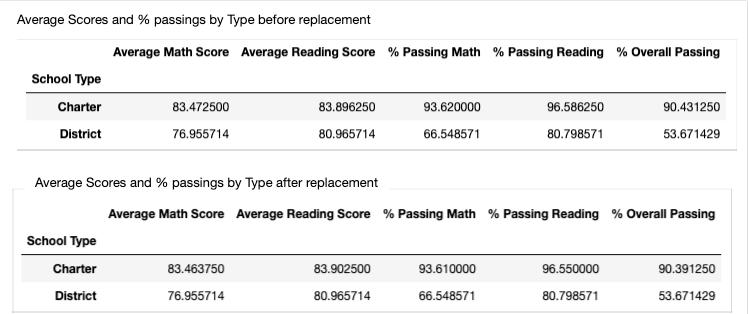 Average Scores and % passings by Type before replacement
Average Math Score Average Reading Score % Passing Math % Passing Reading % Overall Passing
School Type
Charter 83.472500 83.896250 93.620000 96.586250 90.431250
District 76.955714 80.965714 66.548571 80.798571 53.671429
Average Scores and % passings by Type after replacement
Average Math Score Average Reading Score % Passing Math % Passing Reading % Overall Passing
School Type
Charter 83.463750 83.902500 93.610000 96.550000 90.391250
District 76.955714 80.965714 66.548571 80.798571 53.671429